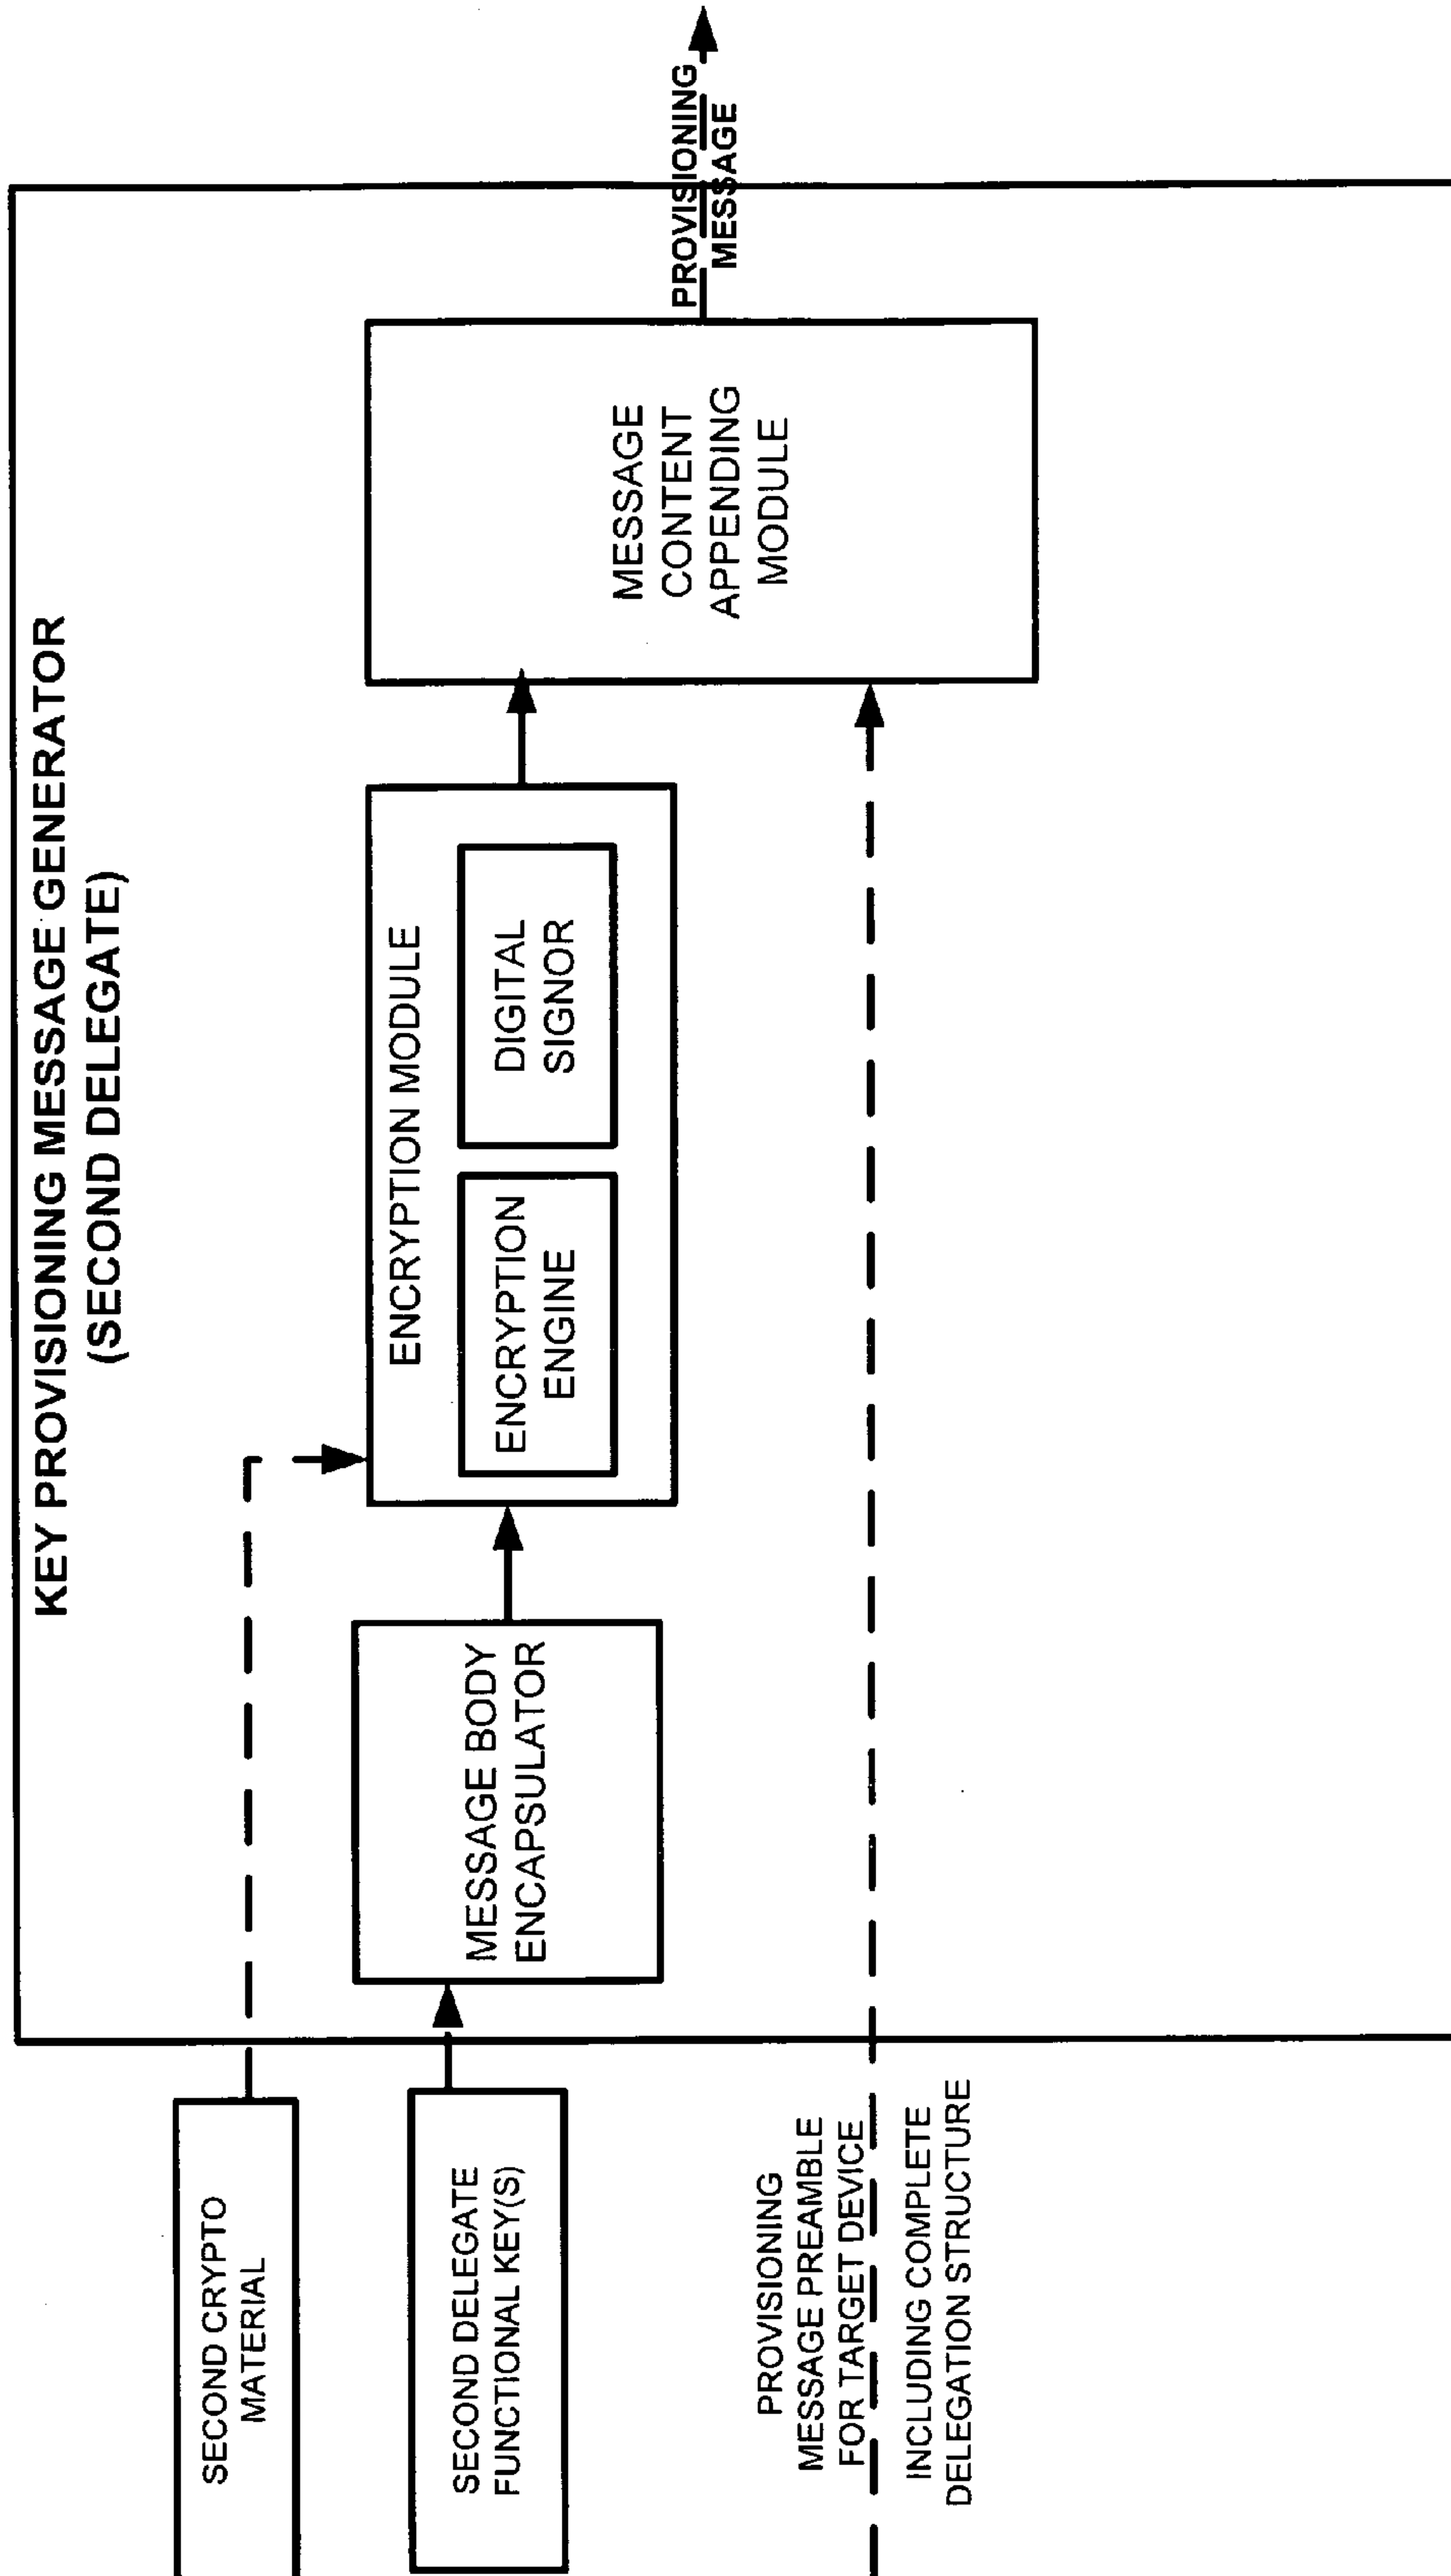 KEY PROVISIONING MESSAGE GENERATOR
(SECOND DELEGATE)
SECOND CRYPTO
MATERIAL
SECOND DELEGATE
FUNCTIONAL KEY(S)
MESSAGE BODY
ENCAPSULATOR
ENCRYPTION MODULE
ENCRYPTION
ENGINE
DIGITAL
SIGNOR
MESSAGE
CONTENT
APPENDING
MODULE
PROVISIONING
MESSAGE
PROVISIONING
MESSAGE PREAMBLE
FOR TARGET DEVICE
INCLUDING COMPLETE
DELEGATION STRUCTURE